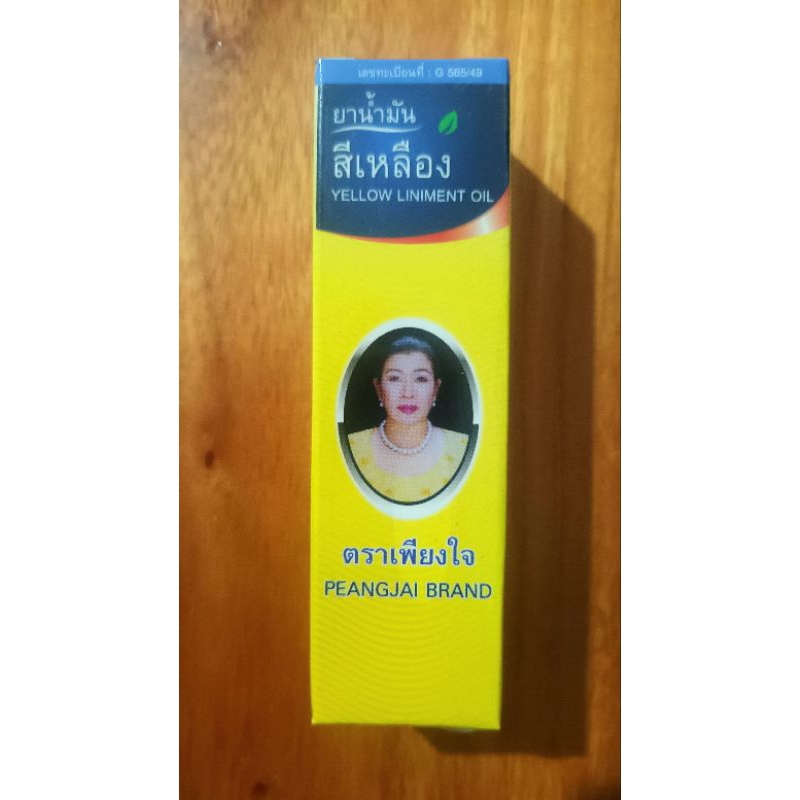 เลขทะเบียนที่ : G 565/49
ยาน้ำมัน
สีเหลือง
YELLOW LINIMENT OIL
ตราเพียงใจ
PEANGJAI BRAND